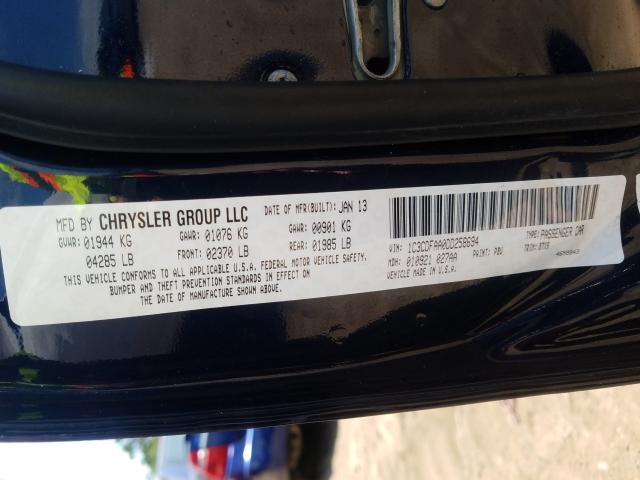 MFD BY CHRYSLER GROUP LLC
DATE OF MFR(BUILT): JAN 13
GVWR: 01944 KG GAWR: 01076 KG GAWR: 00901 KG
04285 LB FRONT: 02370 LB REAR: 01985 LB
THIS VEHICLE CONFORMS TO ALL APPLICABLE U.S.A. FEDERAL MOTOR VEHICLE SAFETY,
BUMPER AND THEFT PREVENTION STANDARDS IN EFFECT ON
THE DATE OF MANUFACTURE SHOWN ABOVE.
VIN: 1C3CDFAA0DD258694 TYPE: PASSENGER CAR
MDH: 010921 027AA PAINT: PBU TRIM:
VEHICLE MADE IN U.S.A.